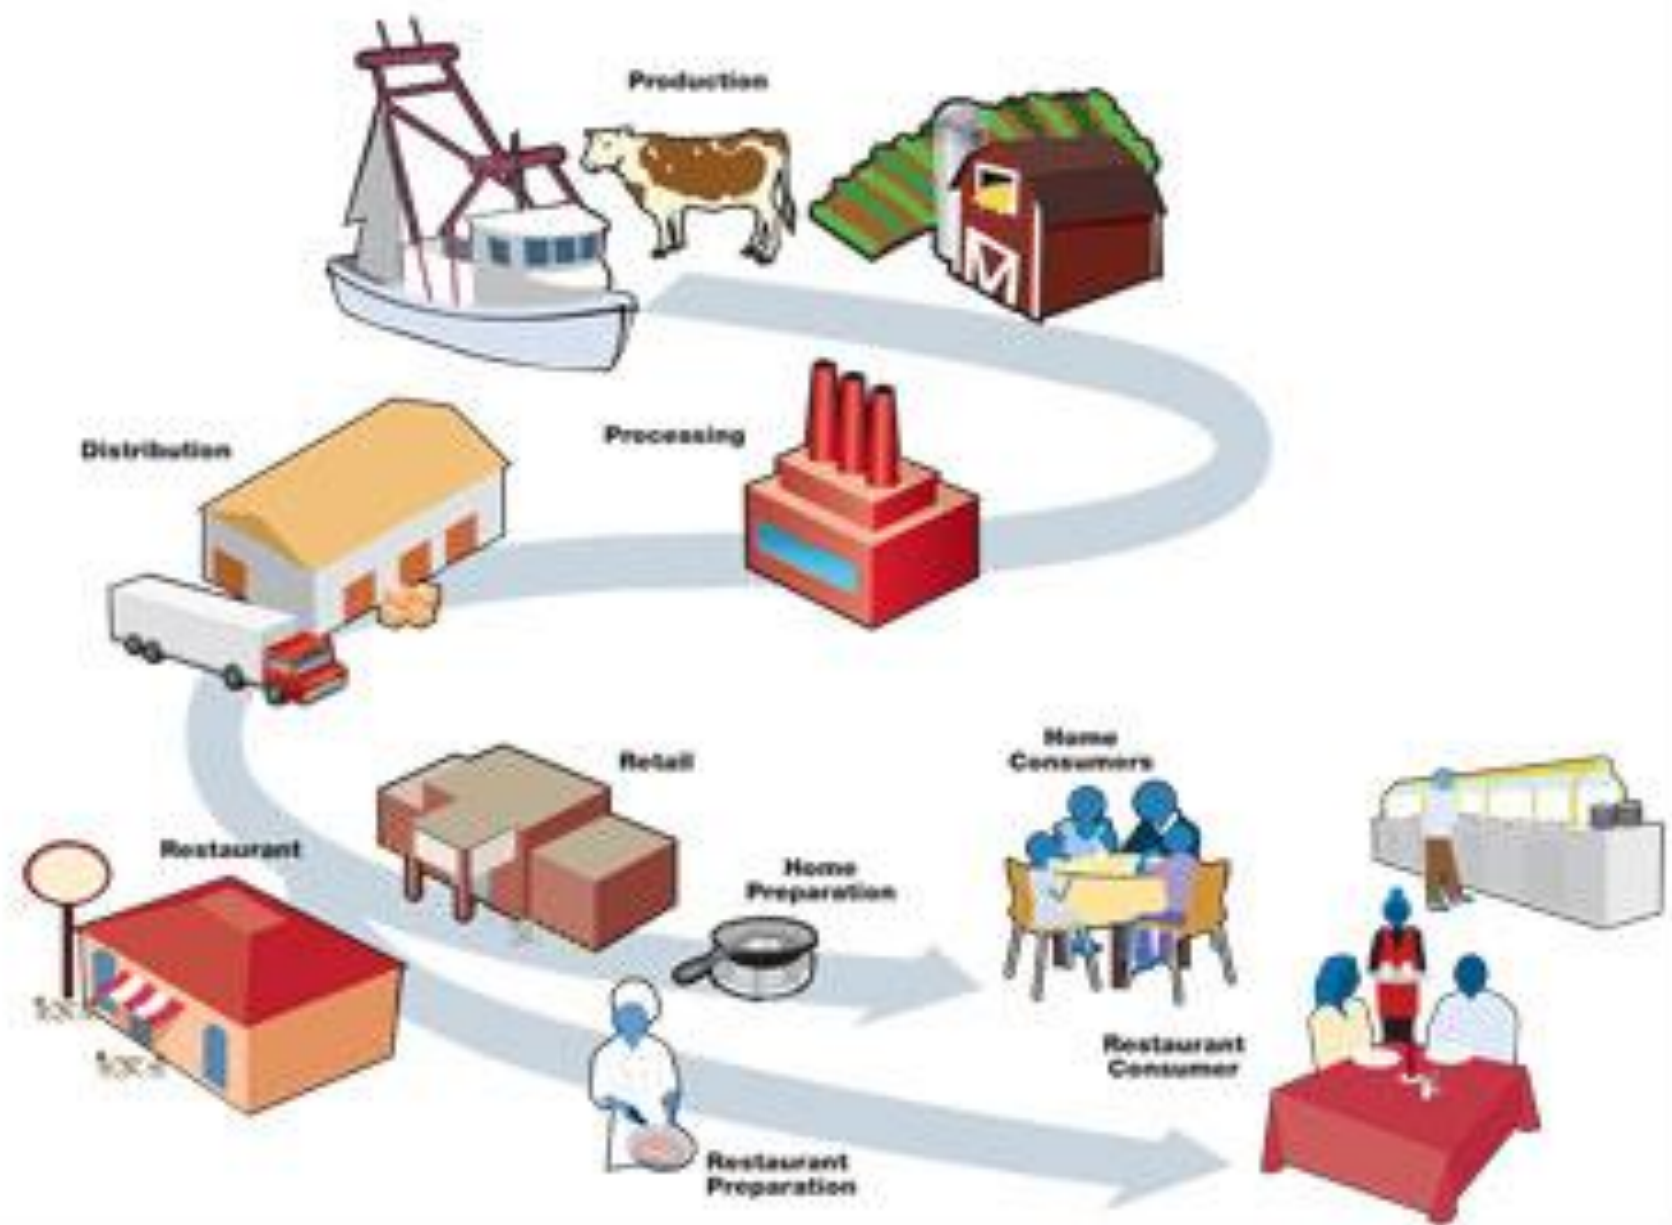 Production
Distribution
Processing
Retail
Home
Consumers
Restaurant
Home
Preparation
Restaurant
Consumer
Restaurant
Preparation